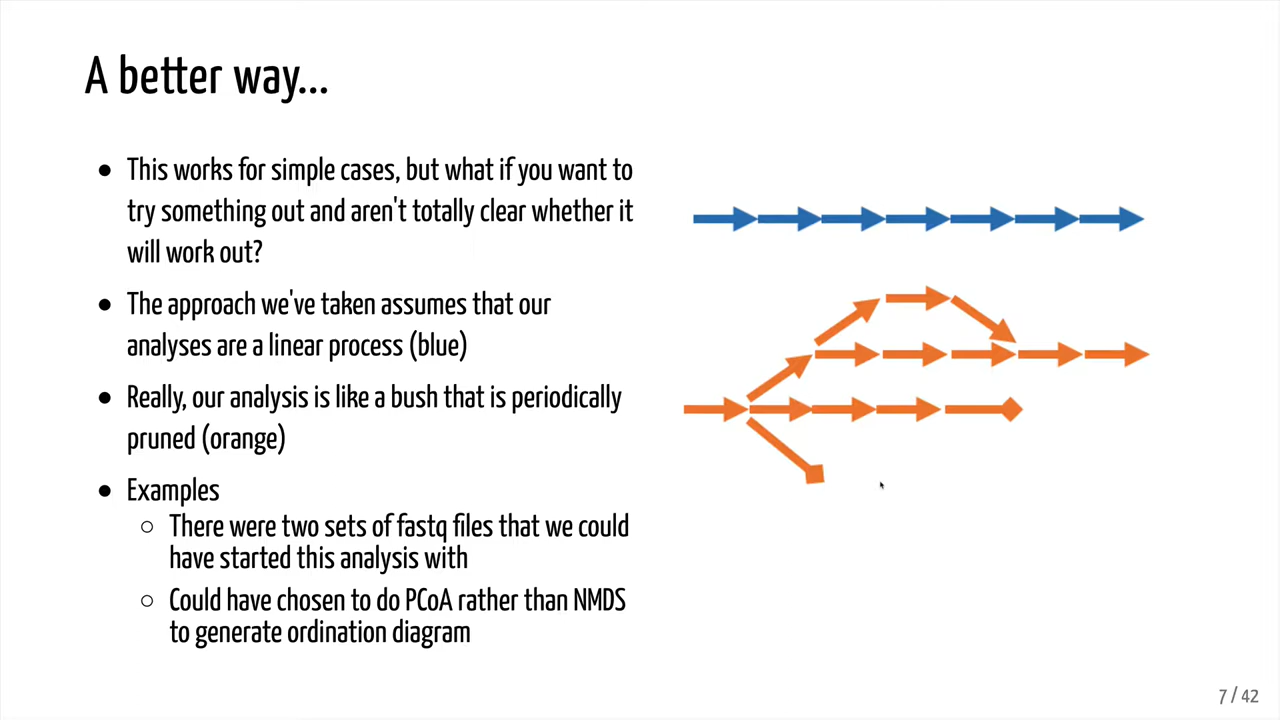 A better way...
This works for simple cases, but what if you want to
try something out and aren't totally clear whether it
will work out?
The approach we've taken assumes that our
analyses are a linear process (blue)
Really, our analysis is like a bush that is periodically
pruned (orange)
Examples
There were two sets of fastq files that we could
have started this analysis with
Could have chosen to do PCoA rather than NMDS
to generate ordination diagram
7 / 42